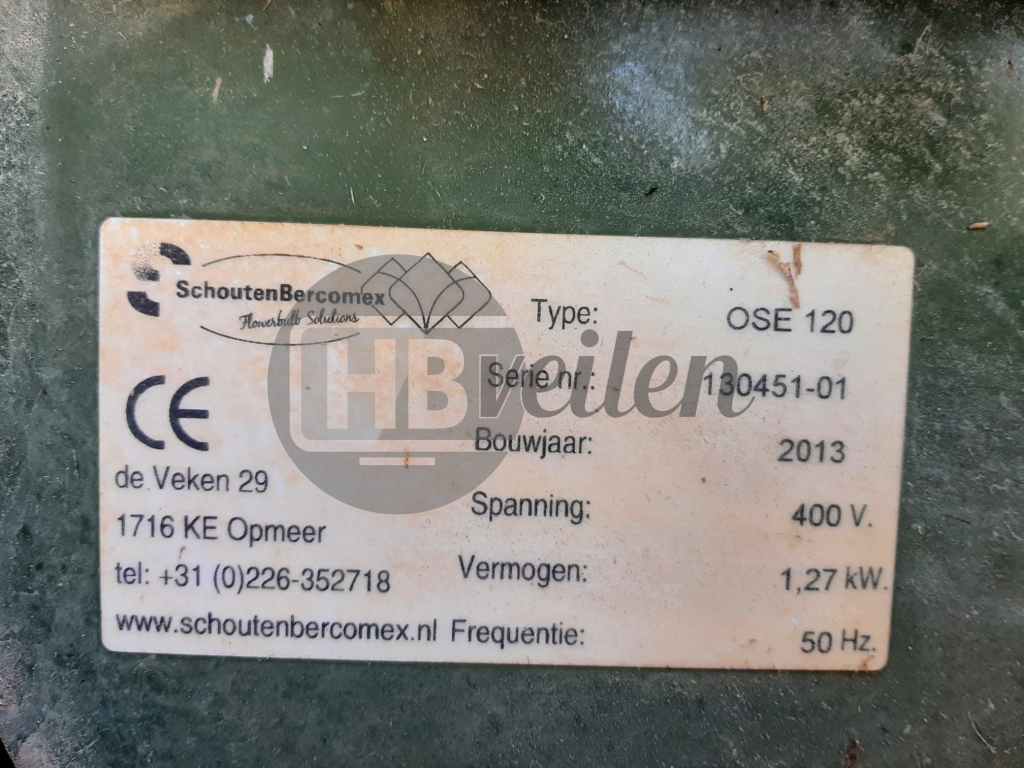 SchoutenBercomex
Flowerbulb Solutions
CE
de Veken 29
1716 KE Opmeer
tel: +31 (0)226-352718
www.schoutenbercomex.nl
Type: OSE 120
Serie nr.: 130451-01
Bouwjaar: 2013
Spanning: 400 V.
Vermogen: 1,27 kW.
Frequentie: 50 Hz.
HBveilen